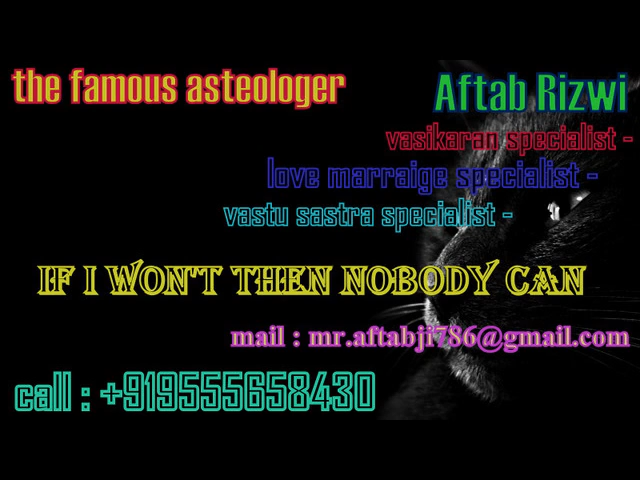 the famous asteologer
Aftab Rizwi
vasikaran specialist -
love marraige specialist -
vastu sastra specialist -
IF I WON'T THEN NOBODY CAN
mail : mr.aftabji786@gmail.com
call : +919555658430